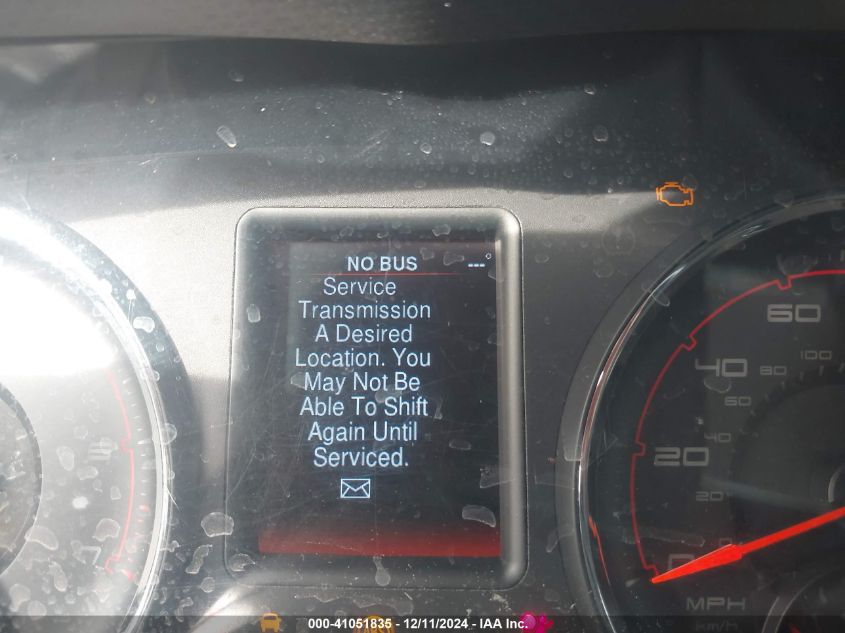 NO BUS ---°
Service
Transmission
A Desired
Location. You
May Not Be
Able To Shift
Again Until
Serviced.
60
100
40 80
60
40
20
20
0
MPH
km/h
000-41051835 - 12/11/2024 - IAA Inc.